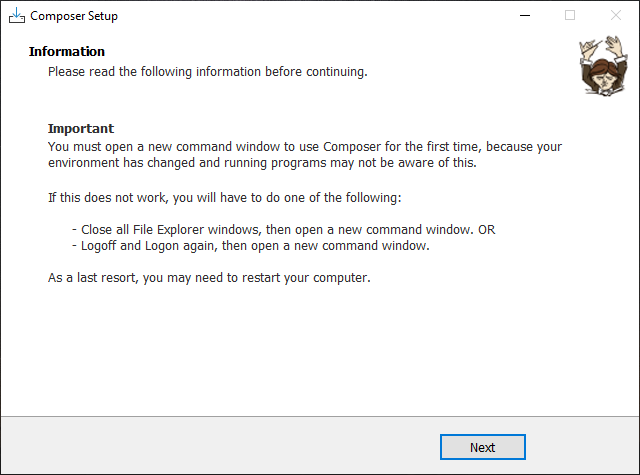 Composer Setup
Information
Please read the following information before continuing.
Important
You must open a new command window to use Composer for the first time, because your
environment has changed and running programs may not be aware of this.
If this does not work, you will have to do one of the following:
- Close all File Explorer windows, then open a new command window. OR
- Logoff and Logon again, then open a new command window.
As a last resort, you may need to restart your computer.
Next